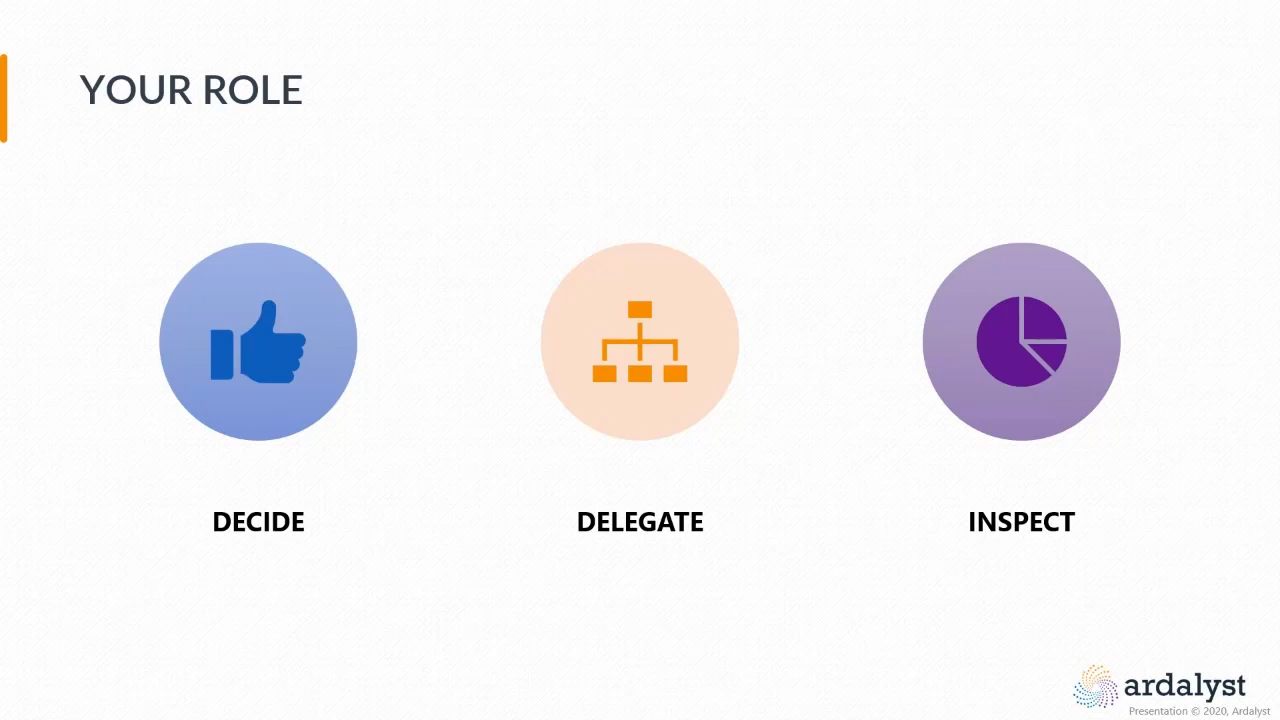 YOUR ROLE
DECIDE
DELEGATE
INSPECT
ardalyst
Presentation © 2020, Ardalyst